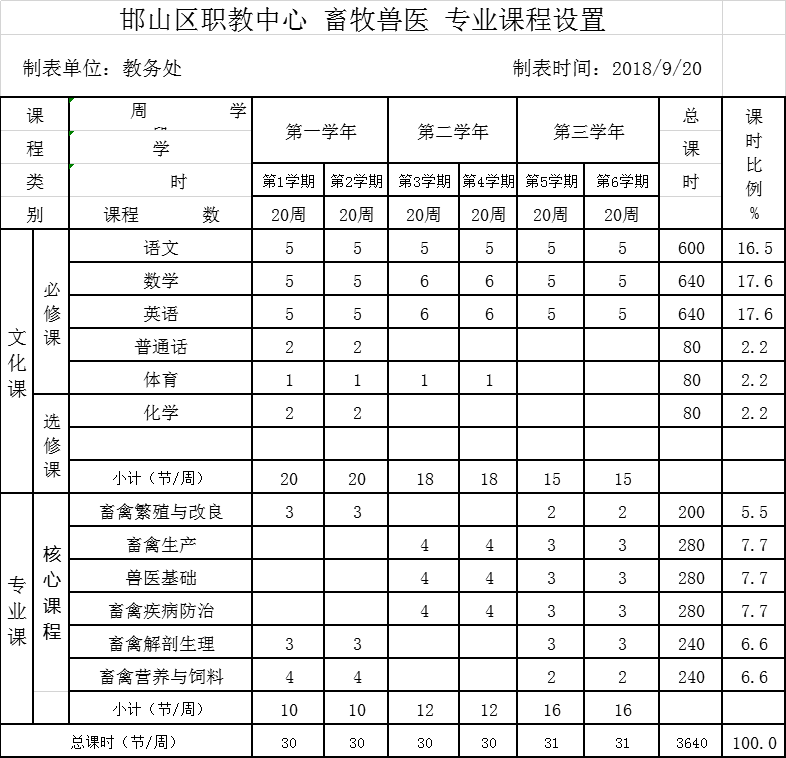 邯山区职教中心 畜牧兽医 专业课程设置
制表单位：教务处 制表时间：2018/9/20
课 周 学 第一学年 第二学年 第三学年 总 课时比例%
程 学 课
类 时 第1学期 第2学期 第3学期 第4学期 第5学期 第6学期 时
别 课程 数 20周 20周 20周 20周 20周 20周
文化课 必修课 语文 5 5 5 5 5 5 600 16.5
数学 5 5 6 6 5 5 640 17.6
英语 5 5 6 6 5 5 640 17.6
普通话 2 2 80 2.2
体育 1 1 1 1 80 2.2
选修课 化学 2 2 80 2.2
小计（节/周） 20 20 18 18 15 15
专业课 核心课程 畜禽繁殖与改良 3 3 2 2 200 5.5
畜禽生产 4 4 3 3 280 7.7
兽医基础 4 4 3 3 280 7.7
畜禽疾病防治 4 4 3 3 280 7.7
畜禽解剖生理 3 3 3 3 240 6.6
畜禽营养与饲料 4 4 2 2 240 6.6
小计（节/周） 10 10 12 12 16 16
总课时（节/周） 30 30 30 30 31 31 3640 100.0